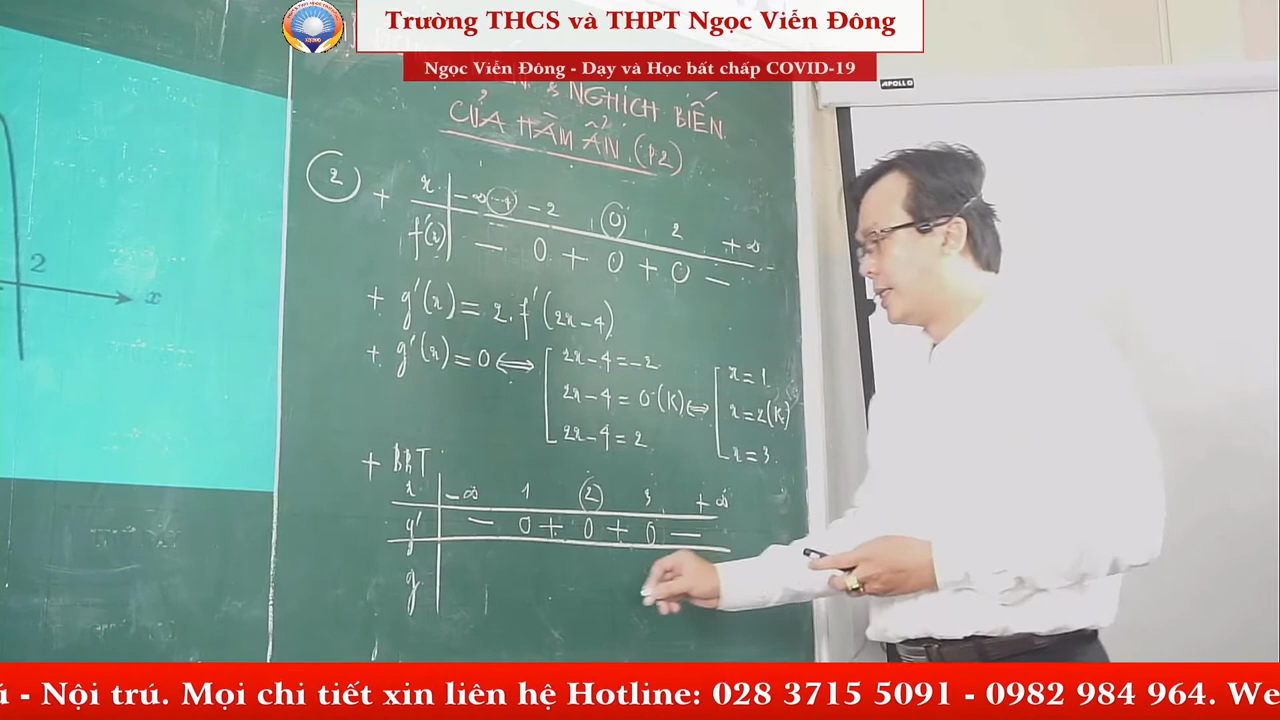 Trường THCS và THPT Ngọc Viễn Đông
Ngọc Viễn Đông - Dạy và Học bất chấp COVID-19
APOLLO
& NGHỊCH BIẾN
CỦA HÀM ẨN (P2)
2
+ x -∞ -4 -2 0 2 +∞
f'(x) - 0 + 0 + 0 -
+ g'(x) = 2.f'(2x-4)
+ g'(x) = 0 ⟺ [ 2x-4 = -2
2x-4 = 0 (K) ⟺ [ x = 1
2x-4 = 2
x = 2 (K)
x = 3
+ BBT
x -∞ 1 2 3 +∞
g' - 0 + 0 + 0 -
g
2
x
ú - Nội trú. Mọi chi tiết xin liên hệ Hotline: 028 3715 5091 - 0982 984 964. We